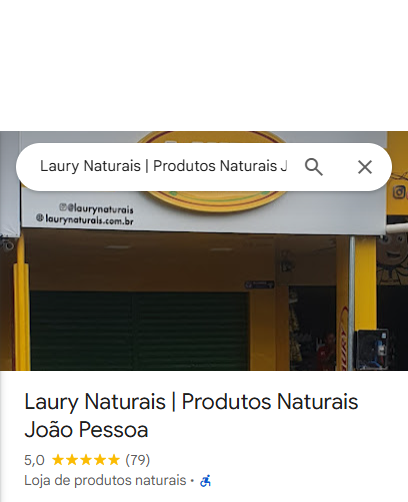 Laury Naturais | Produtos Naturais J
@laurynaturais
laurynaturais.com.br
Laury Naturais | Produtos Naturais
João Pessoa
5,0 (79)
Loja de produtos naturais ·